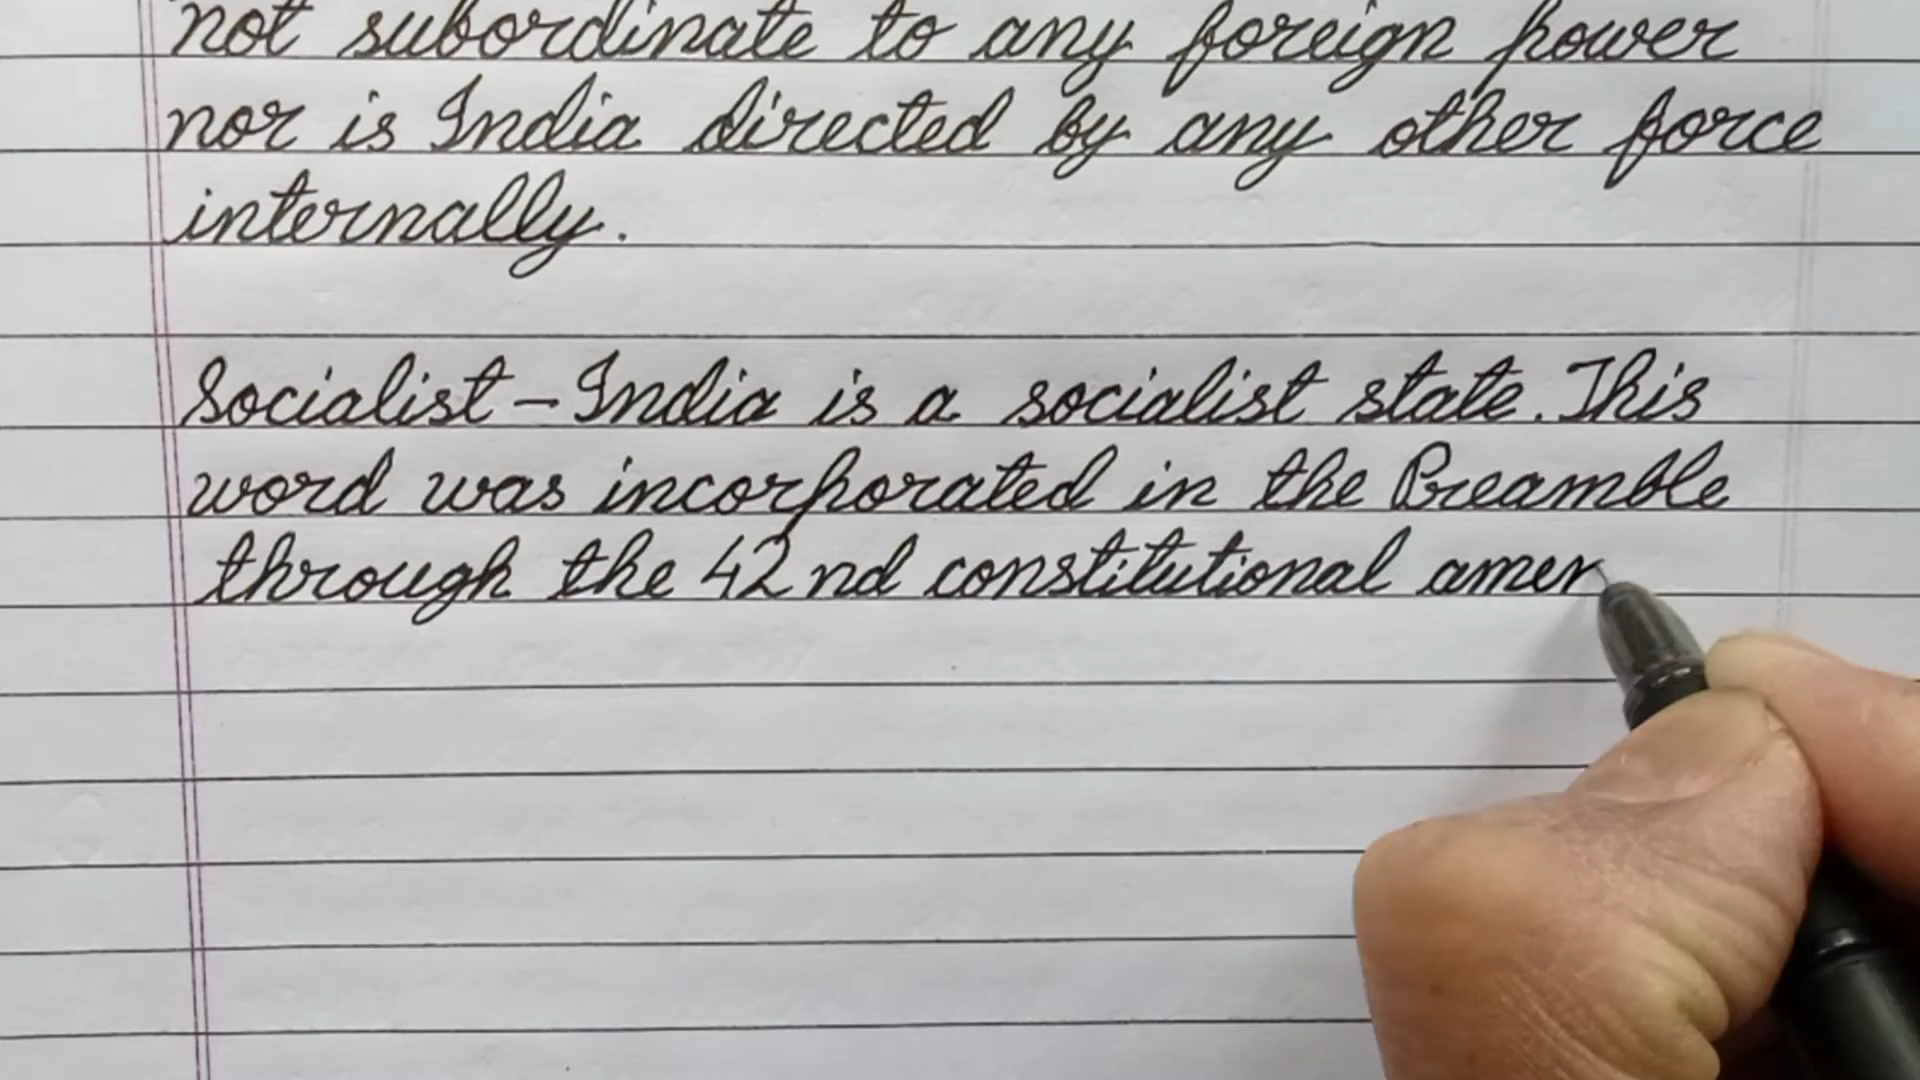 not subordinate to any foreign power
nor is India directed by any other force
internally.
Socialist - India is a socialist state. This
word was incorporated in the Preamble
through the 42nd constitutional amen